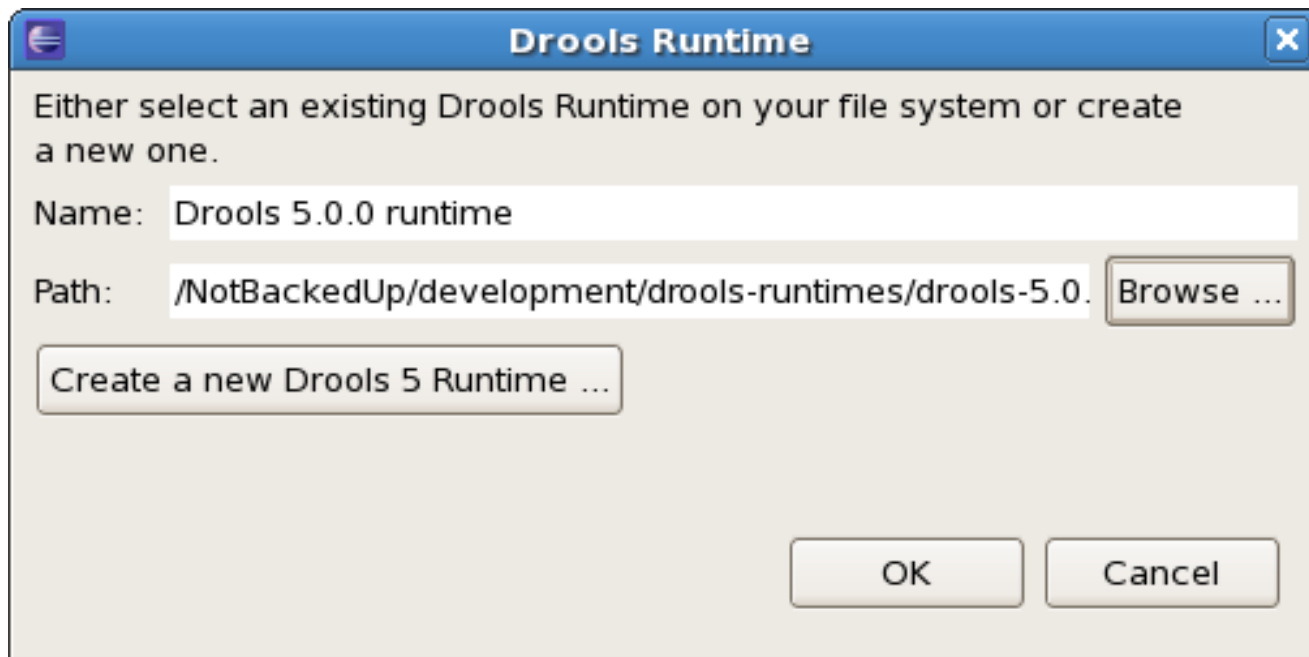 Drools Runtime
Either select an existing Drools Runtime on your file system or create
a new one.
Name: Drools 5.0.0 runtime
Path: /NotBackedUp/development/drools-runtimes/drools-5.0. Browse ...
Create a new Drools 5 Runtime ...
OK Cancel